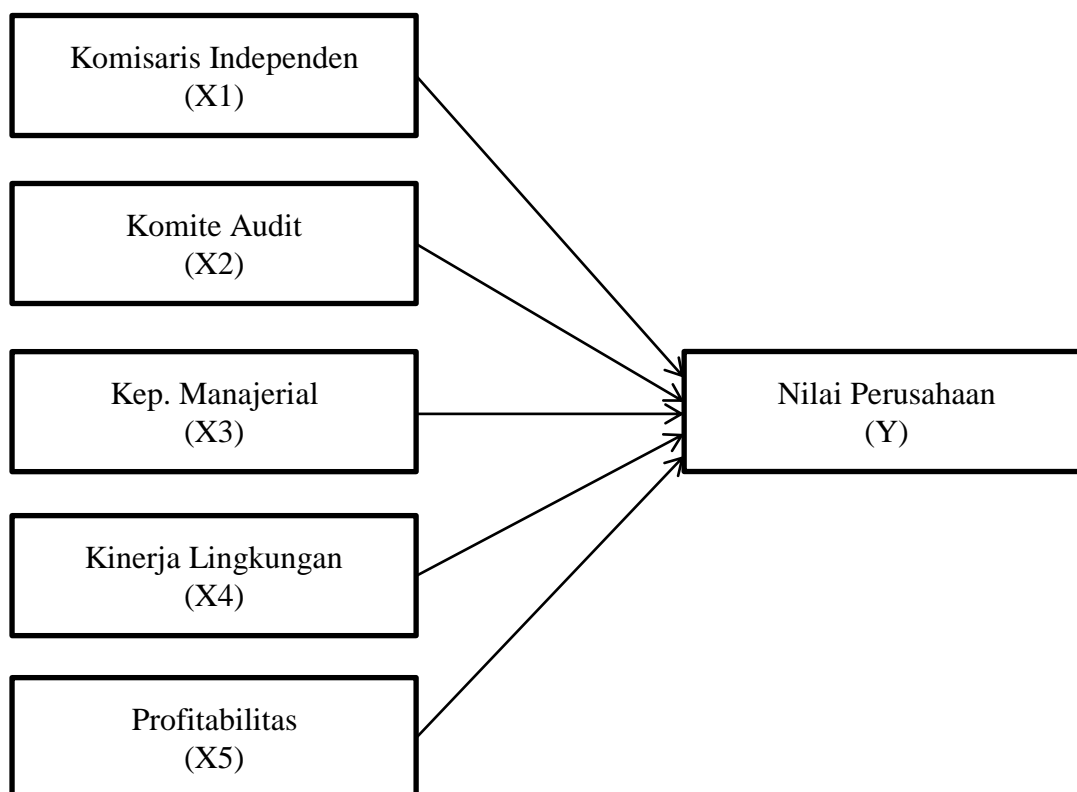 Komisaris Independen
(X1)
Komite Audit
(X2)
Kep. Manajerial
(X3)
Nilai Perusahaan
(Y)
Kinerja Lingkungan
(X4)
Profitabilitas
(X5)